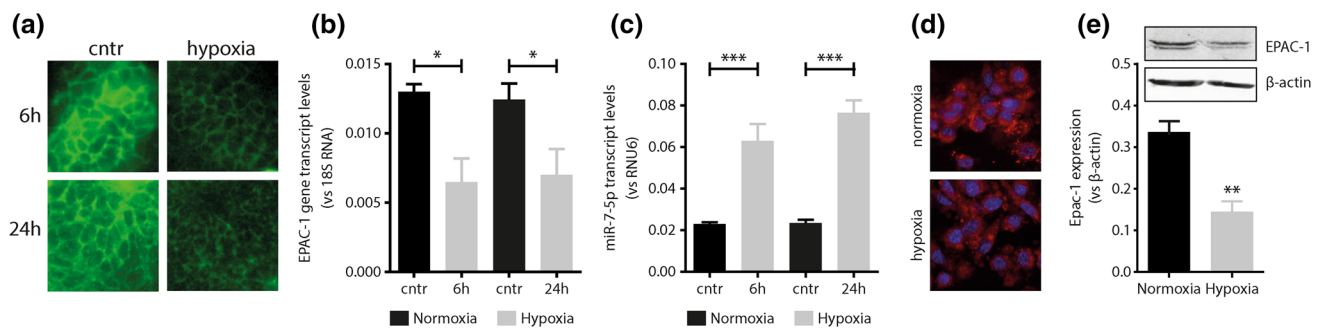 (a)
cntr hypoxia
6h
24h
(b)
EPAC-1 gene transcript levels
(vs 18S RNA)
0.015
0.010
0.005
0.000
* *
cntr 6h cntr 24h
Normoxia Hypoxia
(c)
miR-7-5p transcript levels
(vs RNU6)
0.10
0.08
0.06
0.04
0.02
0.00
*** ***
cntr 6h cntr 24h
Normoxia Hypoxia
(d)
normoxia
hypoxia
(e)
EPAC-1
β-actin
Epac-1 expression
(vs β-actin)
0.5
0.4
0.3
0.2
0.1
0.0
**
Normoxia Hypoxia